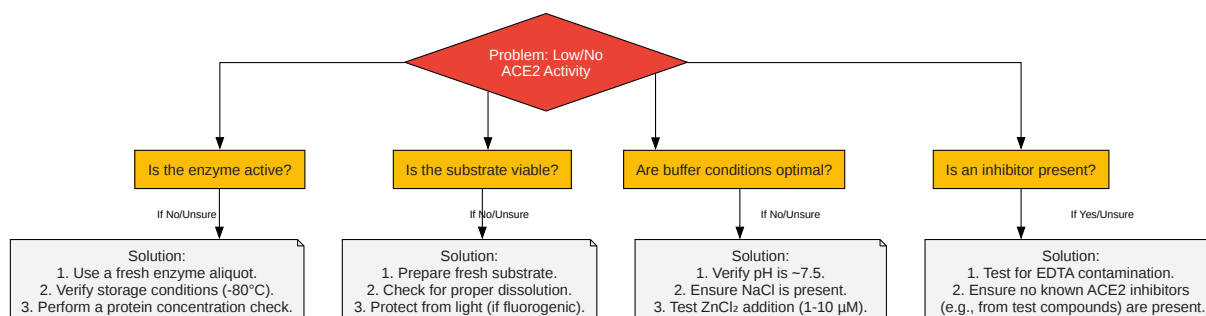 Problem: Low/No
ACE2 Activity
Is the enzyme active?
Is the substrate viable?
Are buffer conditions optimal?
Is an inhibitor present?
If No/Unsure
If No/Unsure
If No/Unsure
If Yes/Unsure
Solution:
1. Use a fresh enzyme aliquot.
2. Verify storage conditions (-80°C).
3. Perform a protein concentration check.
Solution:
1. Prepare fresh substrate.
2. Check for proper dissolution.
3. Protect from light (if fluorogenic).
Solution:
1. Verify pH is ~7.5.
2. Ensure NaCl is present.
3. Test ZnCl₂ addition (1-10 µM).
Solution:
1. Test for EDTA contamination.
2. Ensure no known ACE2 inhibitors
(e.g., from test compounds) are present.